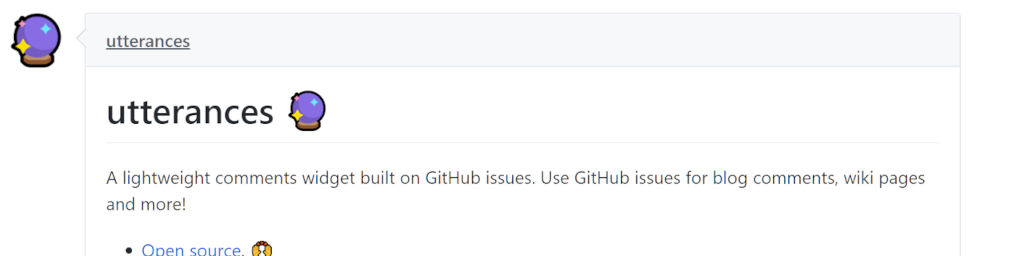 utterances
utterances
A lightweight comments widget built on GitHub issues. Use GitHub issues for blog comments, wiki pages
and more!
Open source.